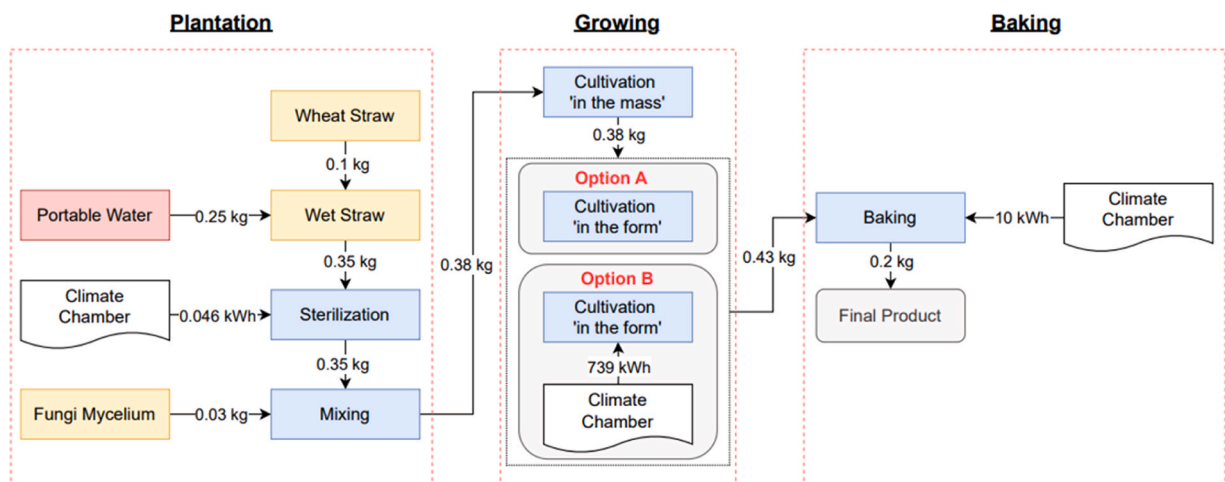 Plantation
Growing
Baking
Wheat Straw
0.1 kg
Portable Water
0.25 kg
Wet Straw
0.35 kg
Climate
Chamber
0.046 kWh
Sterilization
0.35 kg
Fungi Mycelium
0.03 kg
Mixing
0.38 kg
Cultivation
'in the mass'
0.38 kg
Option A
Cultivation
'in the form'
Option B
Cultivation
'in the form'
739 kWh
Climate
Chamber
0.43 kg
Baking
10 kWh
Climate
Chamber
0.2 kg
Final Product